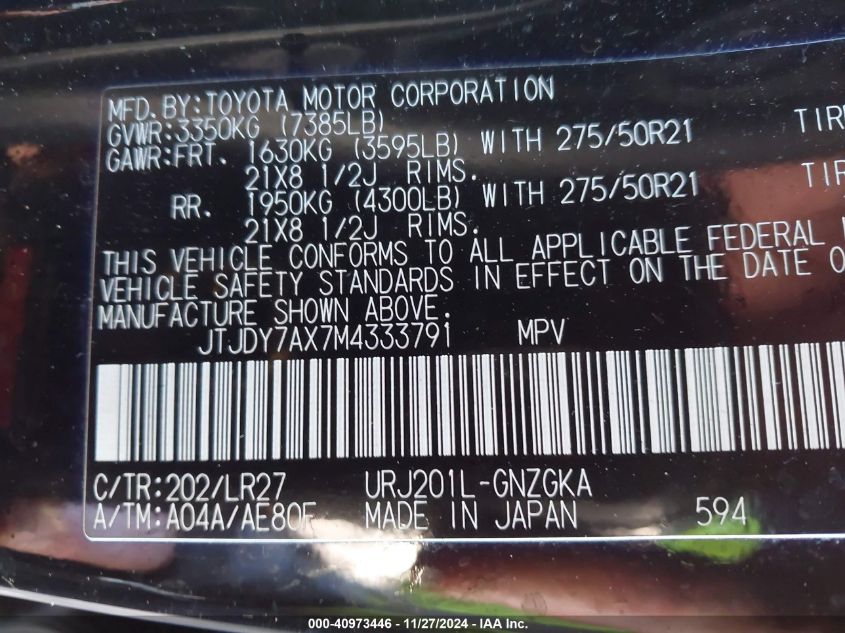 MFD. BY: TOYOTA MOTOR CORPORATION
GVWR: 3350KG (7385LB)
GAWR: FRT. 1630KG (3595LB) WITH 275/50R21
21X8 1/2J RIMS.
RR. 1950KG (4300LB) WITH 275/50R21
21X8 1/2J RIMS.
THIS VEHICLE CONFORMS TO ALL APPLICABLE FEDERAL
VEHICLE SAFETY STANDARDS IN EFFECT ON THE DATE
MANUFACTURE SHOWN ABOVE.
JTJDY7AX7M4333791 MPV
C/TR: 202/LR27 URJ201L-GNZGKA
A/TM: A04A/AE80F MADE IN JAPAN 594
000-40973446 - 11/27/2024 - IAA Inc.